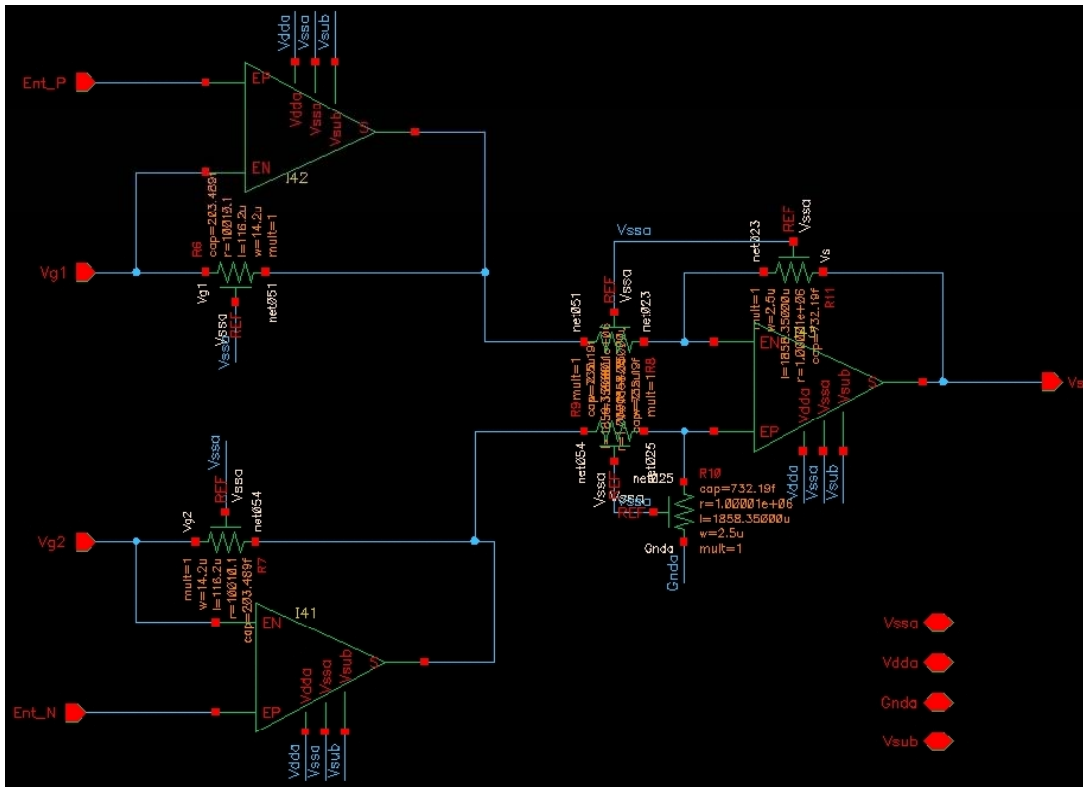 Vdda
Vssa
Vsub
Ent_P
EP
Vdda
Vssa
Vsub
S
EN
I42
cap=203.489f
r=10010.1
l=116.2u
w=14.2u
mult=1
R6
Vg1
Vg1
net051
Vssa
REF
Vssa
Vssa
REF
Vssa
net023
Vs
mult=1
w=2.5u
l=1858.35000u
r=1.00001e+06
cap=732.19f
R11
net051
REF
Vssa
net023
mult=1
R9
R8
mult=1
EN
EP
Vdda
Vssa
Vsub
S
Vs
net054
net025
Vssa
REF
net025
Vssa
REF
R10
cap=732.19f
r=1.00001e+06
l=1858.35000u
w=2.5u
mult=1
Gnda
Gnda
Vdda
Vssa
Vsub
Vssa
REF
Vssa
Vg2
Vg2
net054
R7
mult=1
w=14.2u
l=116.2u
r=10010.1
cap=203.489f
I41
EN
EP
Vdda
Vssa
Vsub
S
Ent_N
Vdda
Vssa
Vsub
Vssa
Vdda
Gnda
Vsub